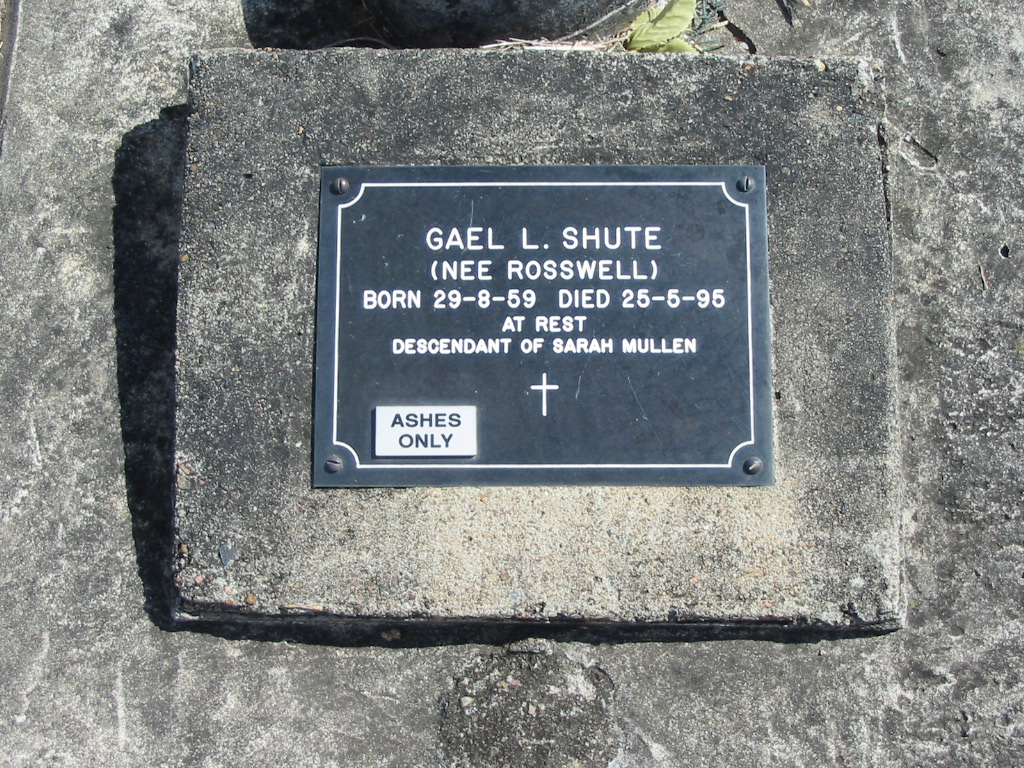 GAEL L. SHUTE
(NEE ROSSWELL)
BORN 29-8-59 DIED 25-5-95
AT REST
DESCENDANT OF SARAH MULLEN
ASHES
ONLY